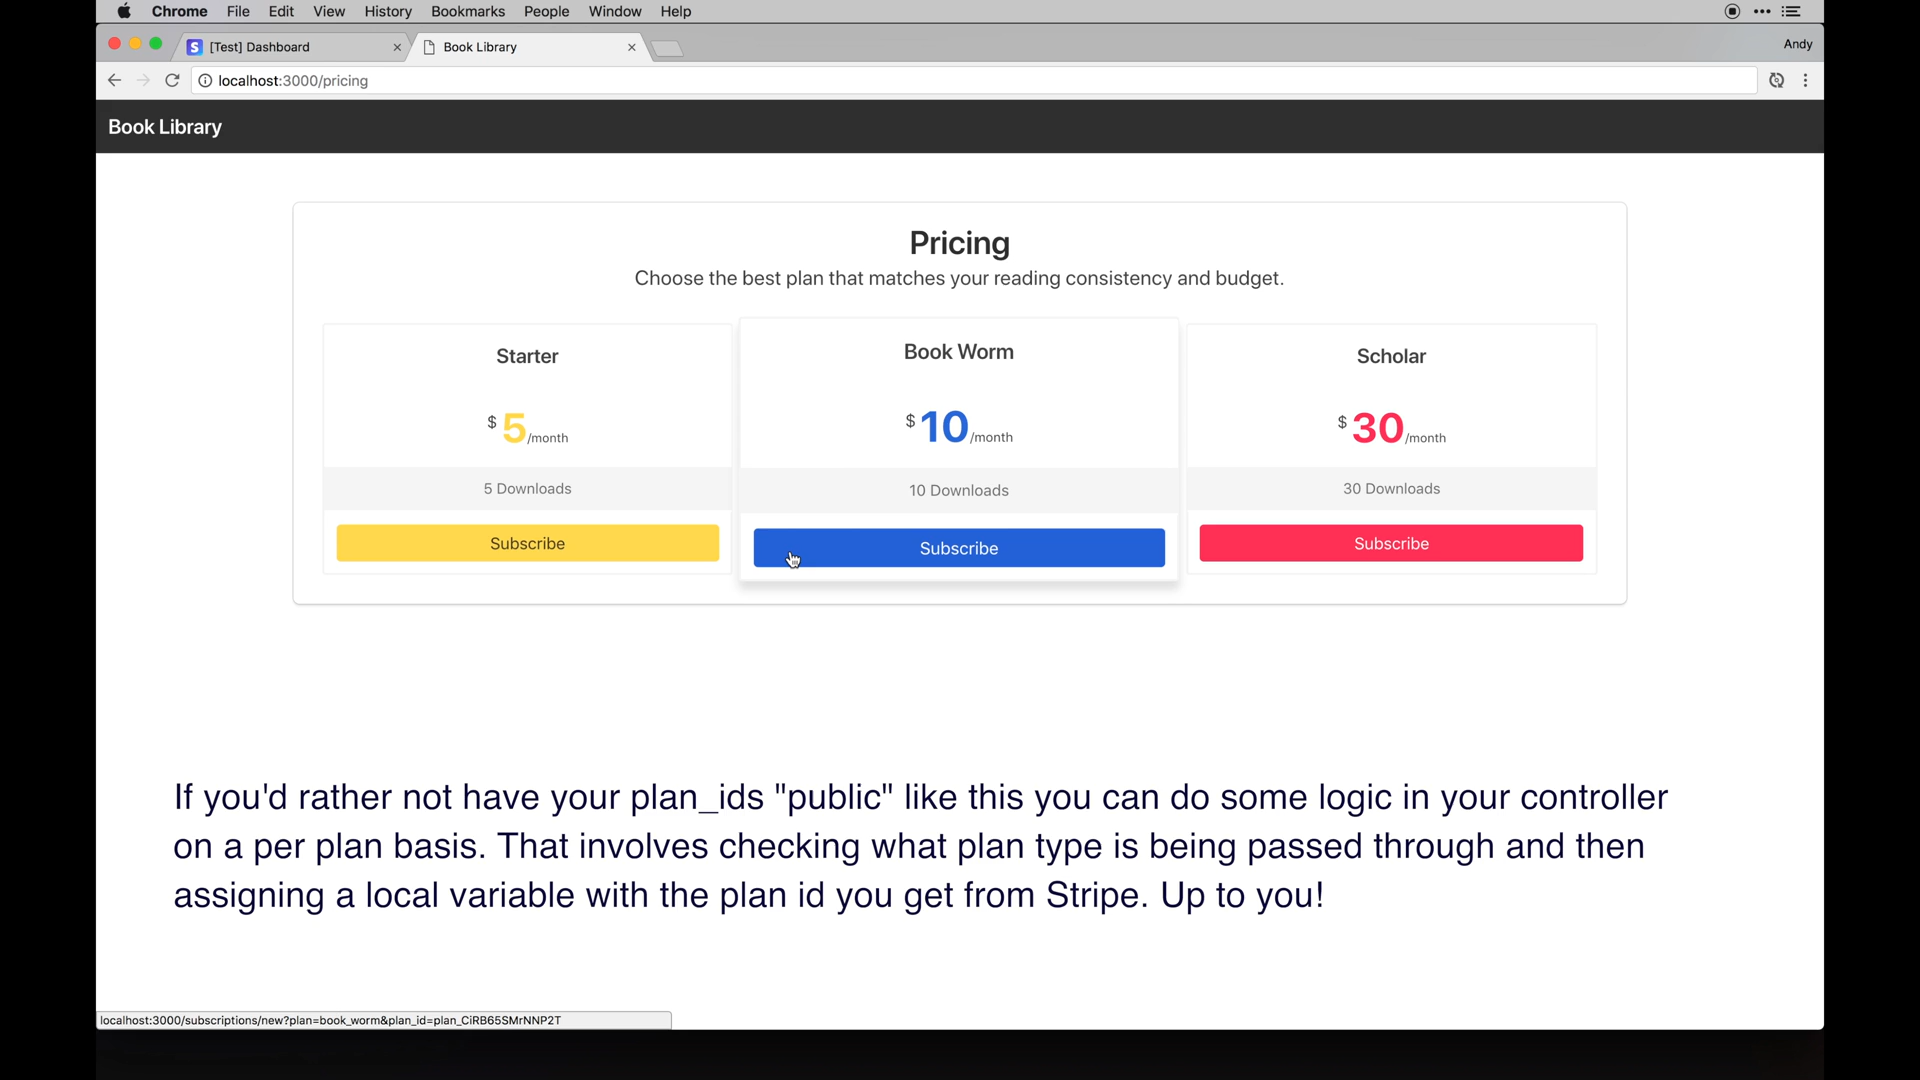 Chrome File Edit View History Bookmarks People Window Help
[Test] Dashboard
Book Library
Andy
localhost:3000/pricing
Book Library
Pricing
Choose the best plan that matches your reading consistency and budget.
Starter
$ 5 /month
5 Downloads
Subscribe
Book Worm
$ 10 /month
10 Downloads
Subscribe
Scholar
$ 30 /month
30 Downloads
Subscribe
If you'd rather not have your plan_ids "public" like this you can do some logic in your controller
on a per plan basis. That involves checking what plan type is being passed through and then
assigning a local variable with the plan id you get from Stripe. Up to you!
localhost:3000/subscriptions/new?plan=book_worm&plan_id=plan_CiRB65SMrNNP2T